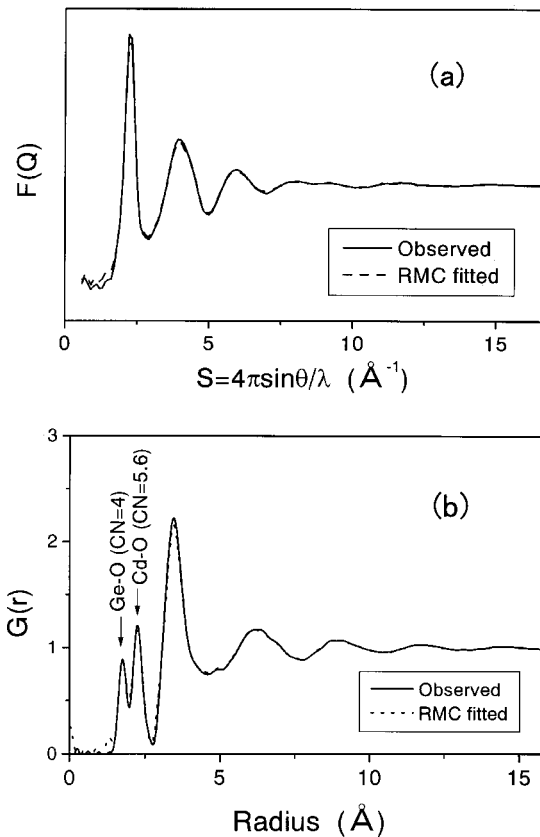 (a)
F(Q)
Observed
RMC fitted
0 5 10 15
S=4πsinθ/λ (Å⁻¹)
3
2
1
0
(b)
Ge-O (CN=4)
Cd-O (CN=5.6)
G(r)
Observed
RMC fitted
0 5 10 15
Radius (Å)